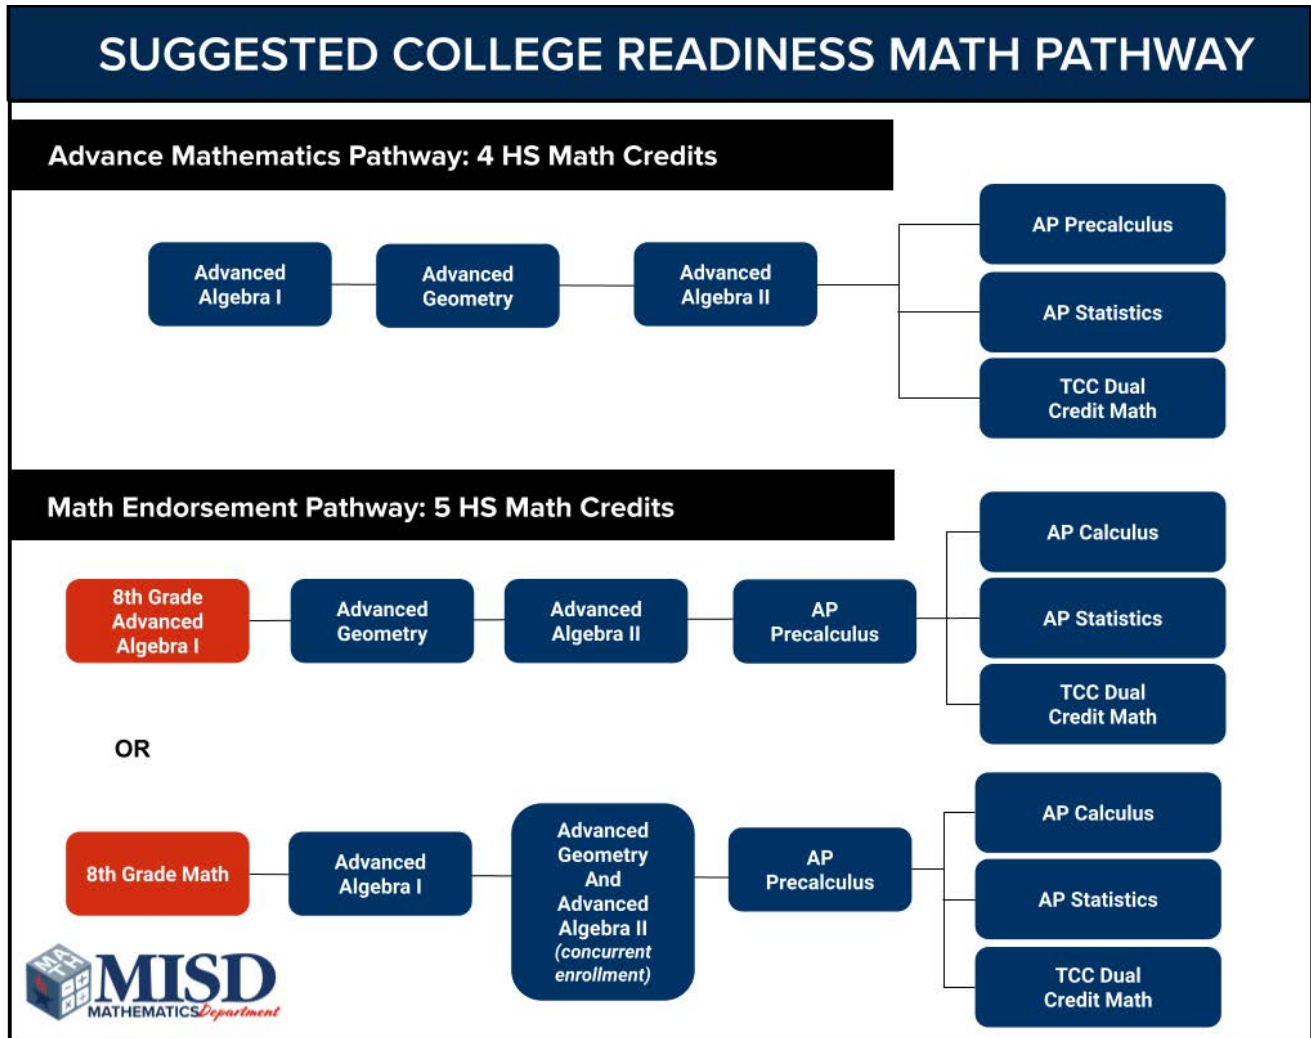 SUGGESTED COLLEGE READINESS MATH PATHWAY
Advance Mathematics Pathway: 4 HS Math Credits
Advanced
Algebra I
Advanced
Geometry
Advanced
Algebra II
AP Precalculus
AP Statistics
TCC Dual
Credit Math
Math Endorsement Pathway: 5 HS Math Credits
8th Grade
Advanced
Algebra I
Advanced
Geometry
Advanced
Algebra II
AP
Precalculus
AP Calculus
AP Statistics
TCC Dual
Credit Math
OR
8th Grade Math
Advanced
Algebra I
Advanced
Geometry
And
Advanced
Algebra II
(concurrent
enrollment)
AP
Precalculus
AP Calculus
AP Statistics
TCC Dual
Credit Math
MATH
MISD
MATHEMATICS Department